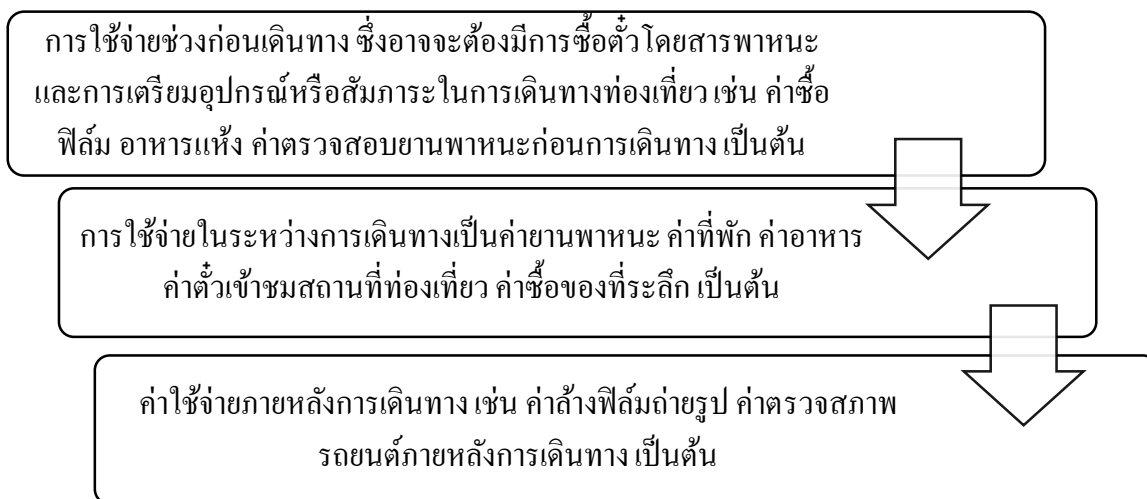 การใช้จ่ายช่วงก่อนเดินทาง ซึ่งอาจจะต้องมีการซื้อตั๋วโดยสารพาหนะ
และการเตรียมอุปกรณ์หรือสัมภาระในการเดินทางท่องเที่ยว เช่น ค่าซื้อ
ฟิล์ม อาหารแห้ง ค่าตรวจสอบยานพาหนะก่อนการเดินทาง เป็นต้น
การใช้จ่ายในระหว่างการเดินทางเป็นค่ายานพาหนะ ค่าที่พัก ค่าอาหาร
ค่าตั๋วเข้าชมสถานที่ท่องเที่ยว ค่าซื้อของที่ระลึก เป็นต้น
ค่าใช้จ่ายภายหลังการเดินทาง เช่น ค่าล้างฟิล์มถ่ายรูป ค่าตรวจสภาพ
รถยนต์ภายหลังการเดินทาง เป็นต้น